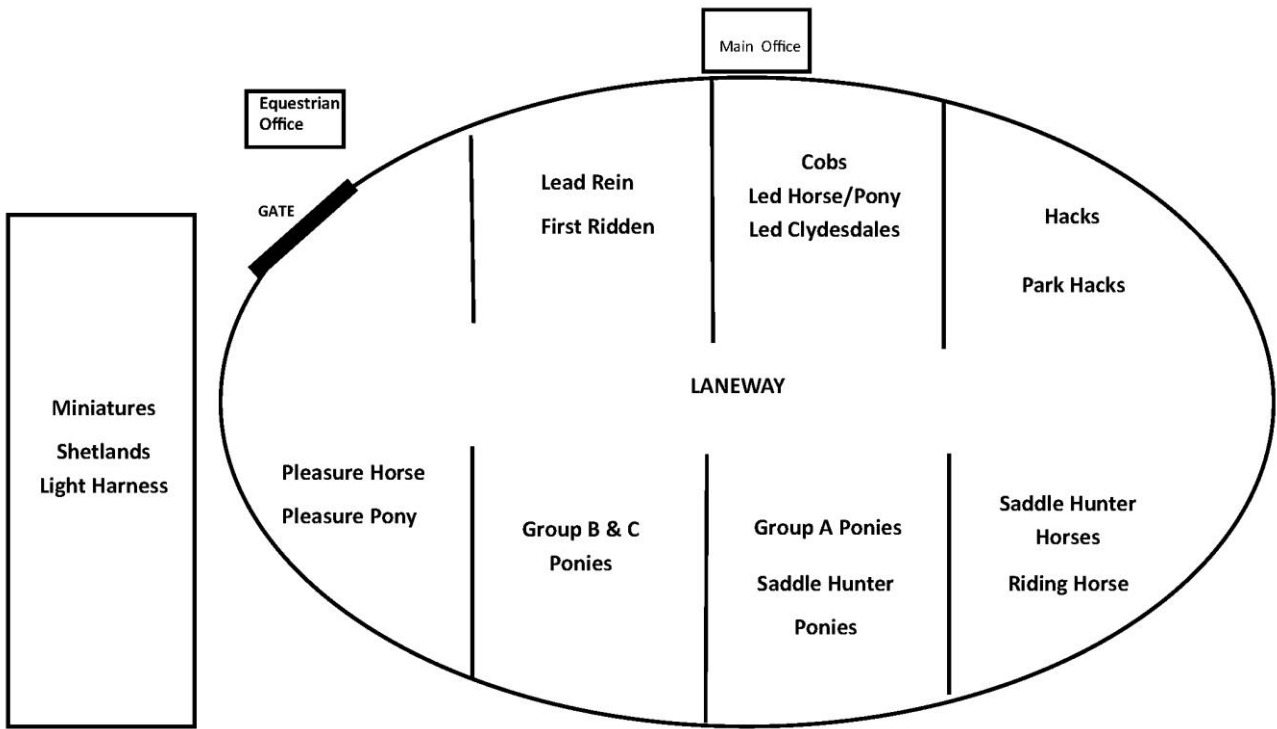 Main Office
Equestrian
Office
GATE
Lead Rein
First Ridden
Cobs
Led Horse/Pony
Led Clydesdales
Hacks
Park Hacks
LANEWAY
Miniatures
Shetlands
Light Harness
Pleasure Horse
Pleasure Pony
Group B & C
Ponies
Group A Ponies
Saddle Hunter
Ponies
Saddle Hunter
Horses
Riding Horse